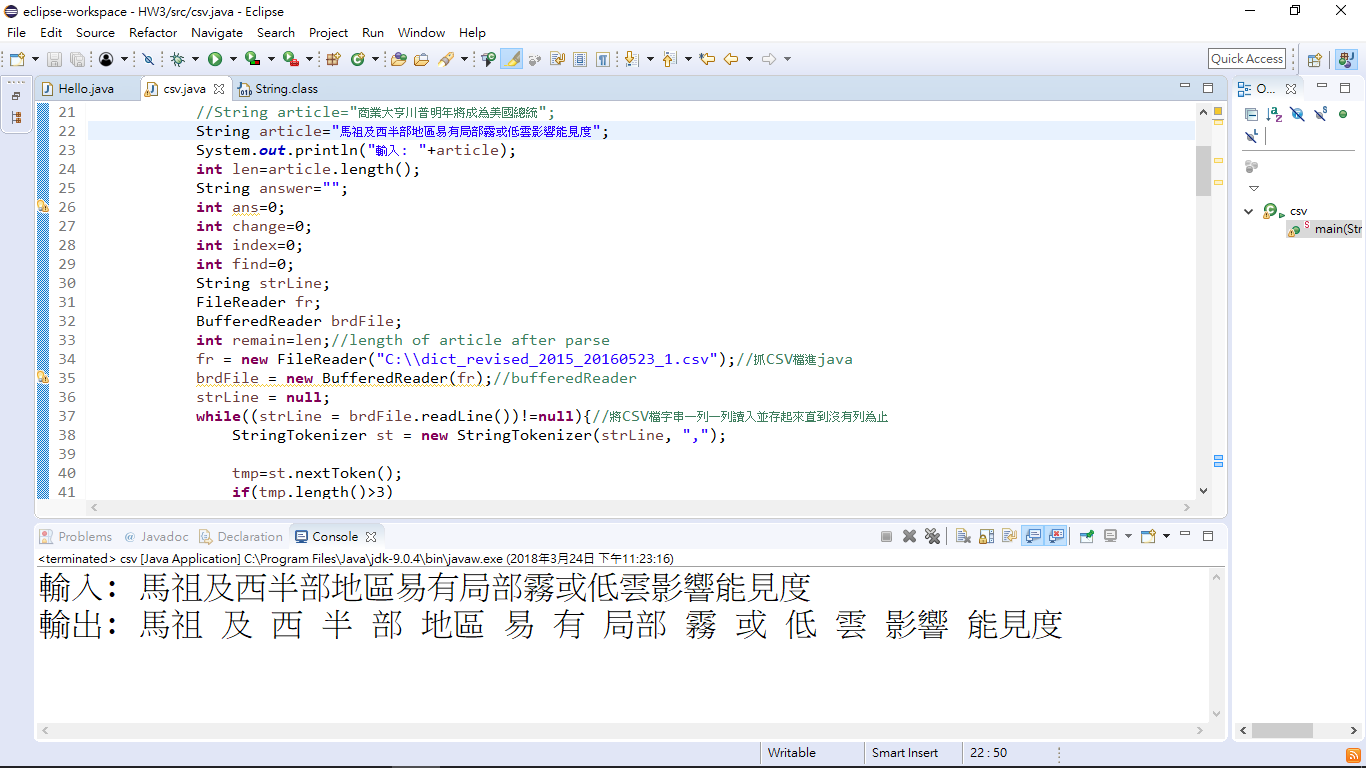 eclipse-workspace - HW3/src/csv.java - Eclipse
File Edit Source Refactor Navigate Search Project Run Window Help
Quick Access
Hello.java csv.java String.class
O...
21 //String article="商業大亨川普明年將成為美國總統";
22 String article="馬祖及西半部地區易有局部霧或低雲影響能見度";
23 System.out.println("輸入: "+article);
24 int len=article.length();
25 String answer="";
26 int ans=0;
27 int change=0;
28 int index=0;
29 int find=0;
30 String strLine;
31 FileReader fr;
32 BufferedReader brdFile;
33 int remain=len;//length of article after parse
34 fr = new FileReader("C:\\dict_revised_2015_20160523_1.csv");//抓CSV檔進java
35 brdFile = new BufferedReader(fr);//bufferedReader
36 strLine = null;
37 while((strLine = brdFile.readLine())!=null){//將CSV檔字串一列一列讀入並存起來直到沒有列為止
38 StringTokenizer st = new StringTokenizer(strLine, ",");
39
40 tmp=st.nextToken();
41 if(tmp.length()>3)
csv
main(Str
Problems @ Javadoc Declaration Console
<terminated> csv [Java Application] C:\Program Files\Java\jdk-9.0.4\bin\javaw.exe (2018年3月24日 下午11:23:16)
輸入: 馬祖及西半部地區易有局部霧或低雲影響能見度
輸出: 馬祖 及 西 半 部 地區 易 有 局部 霧 或 低 雲 影響 能見度
Writable Smart Insert 22 : 50